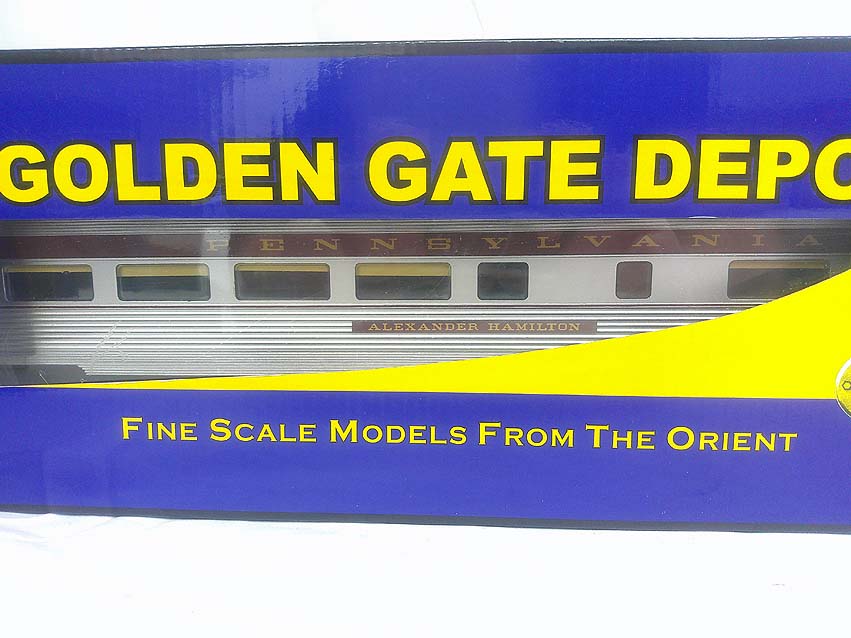 GOLDEN GATE DEPO
PENNSYLVANIA
ALEXANDER HAMILTON
FINE SCALE MODELS FROM THE ORIENT